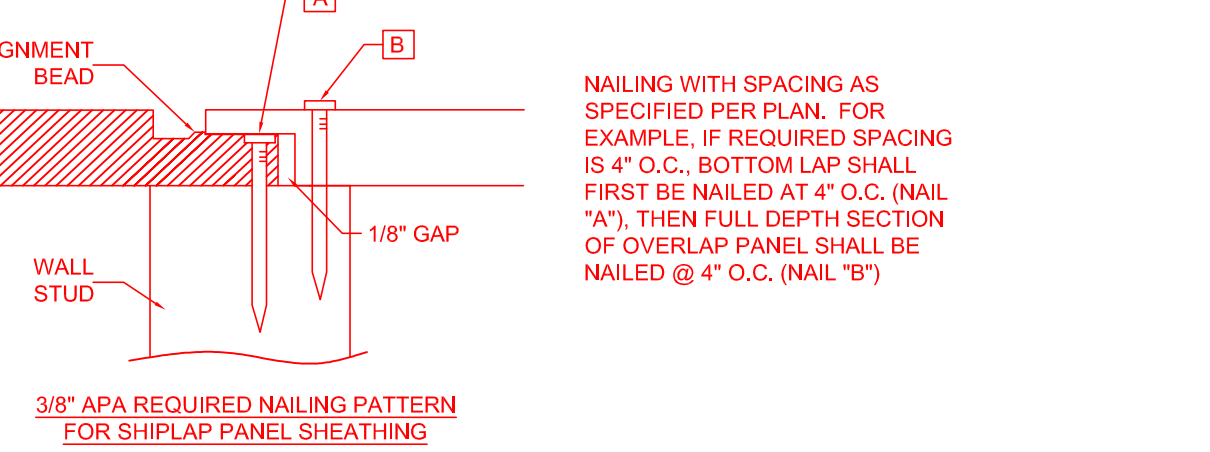 A
B
GNMENT
BEAD
NAILING WITH SPACING AS
SPECIFIED PER PLAN. FOR
EXAMPLE, IF REQUIRED SPACING
IS 4" O.C., BOTTOM LAP SHALL
FIRST BE NAILED AT 4" O.C. (NAIL
"A"), THEN FULL DEPTH SECTION
OF OVERLAP PANEL SHALL BE
NAILED @ 4" O.C. (NAIL "B")
1/8" GAP
WALL
STUD
3/8" APA REQUIRED NAILING PATTERN
FOR SHIPLAP PANEL SHEATHING